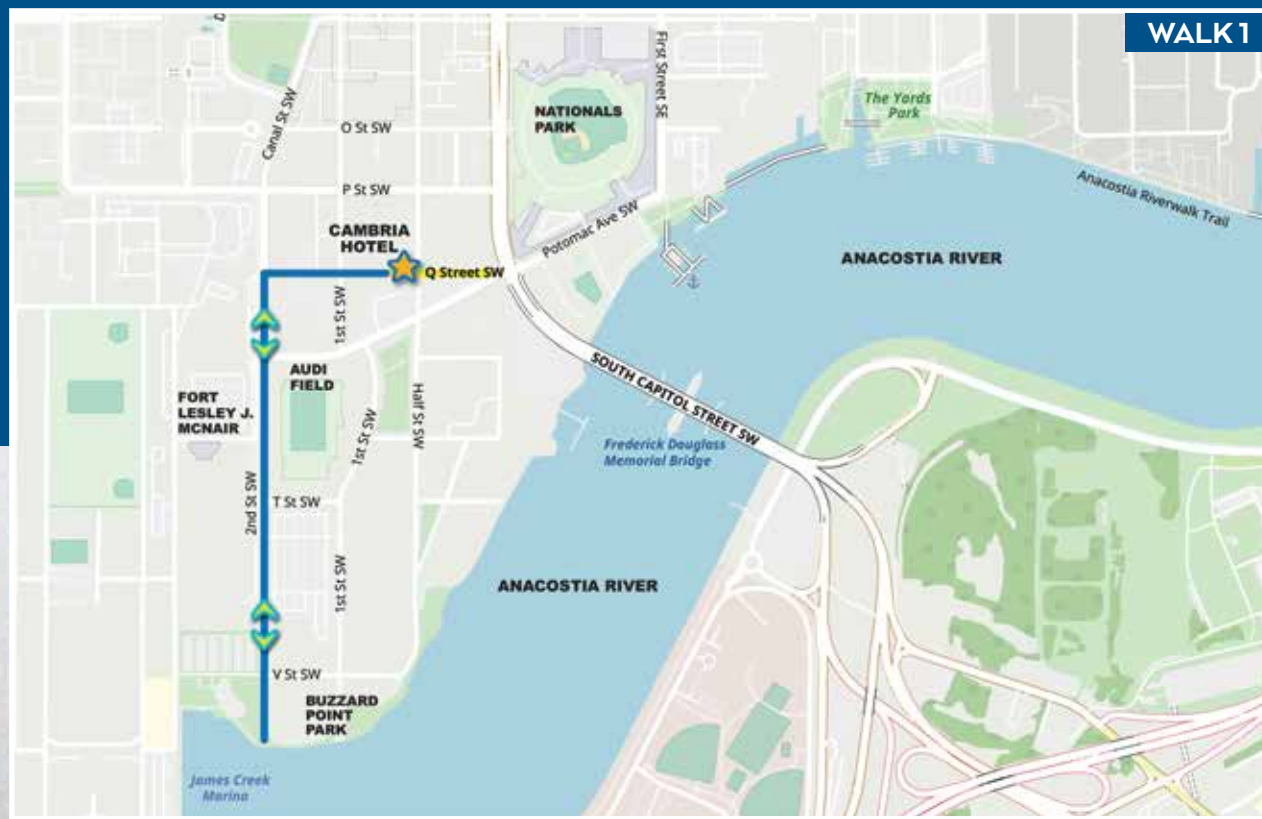 WALK 1
Canal St SW
First Street SE
O St SW
NATIONALS
PARK
The Yards
Park
P St SW
Anacostia Riverwalk Trail
CAMBRIA
HOTEL
Potomac Ave SW
Q Street SW
ANACOSTIA RIVER
1st St SW
AUDI
FIELD
SOUTH CAPITOL STREET SW
FORT
LESLEY J.
MCNAIR
Half St SW
1st St SW
Frederick Douglass
Memorial Bridge
2nd St SW
T St SW
1st St SW
ANACOSTIA RIVER
V St SW
BUZZARD
POINT
PARK
James Creek
Marina